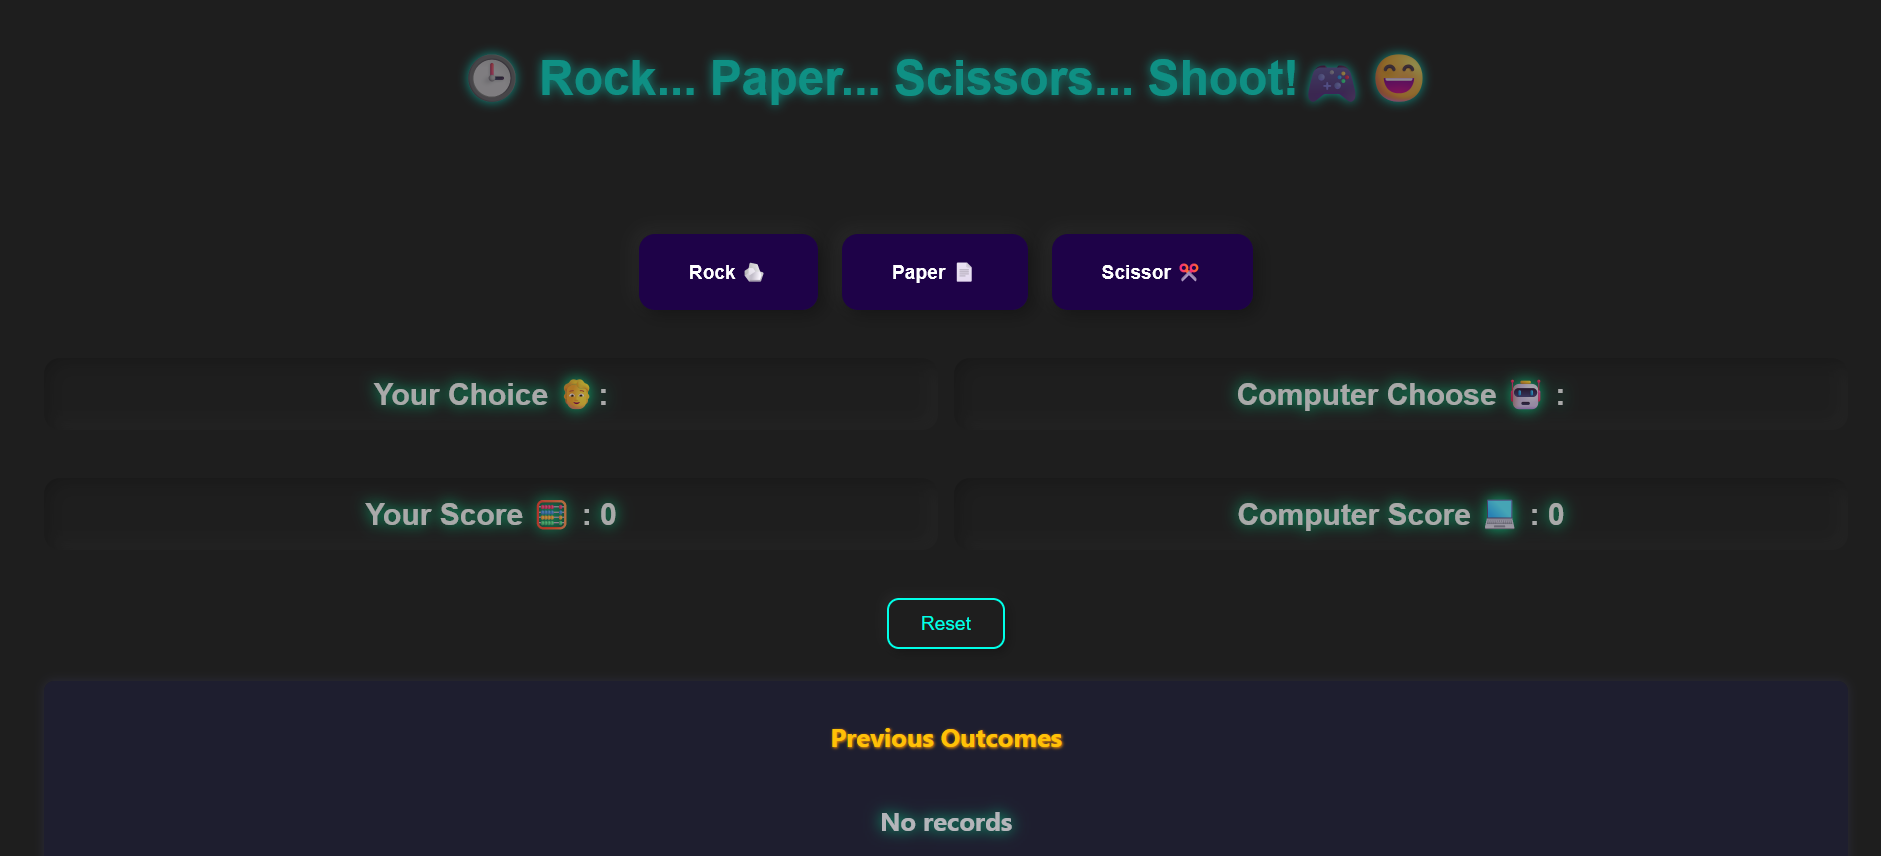 🕒 Rock... Paper... Scissors... Shoot!🎮 😄
Rock 🪨
Paper 📄
Scissor ✂️
Your Choice 🧑‍🦱 :
Computer Choose 🤖 :
Your Score 🧮 : 0
Computer Score 💻 : 0
Reset
Previous Outcomes
No records